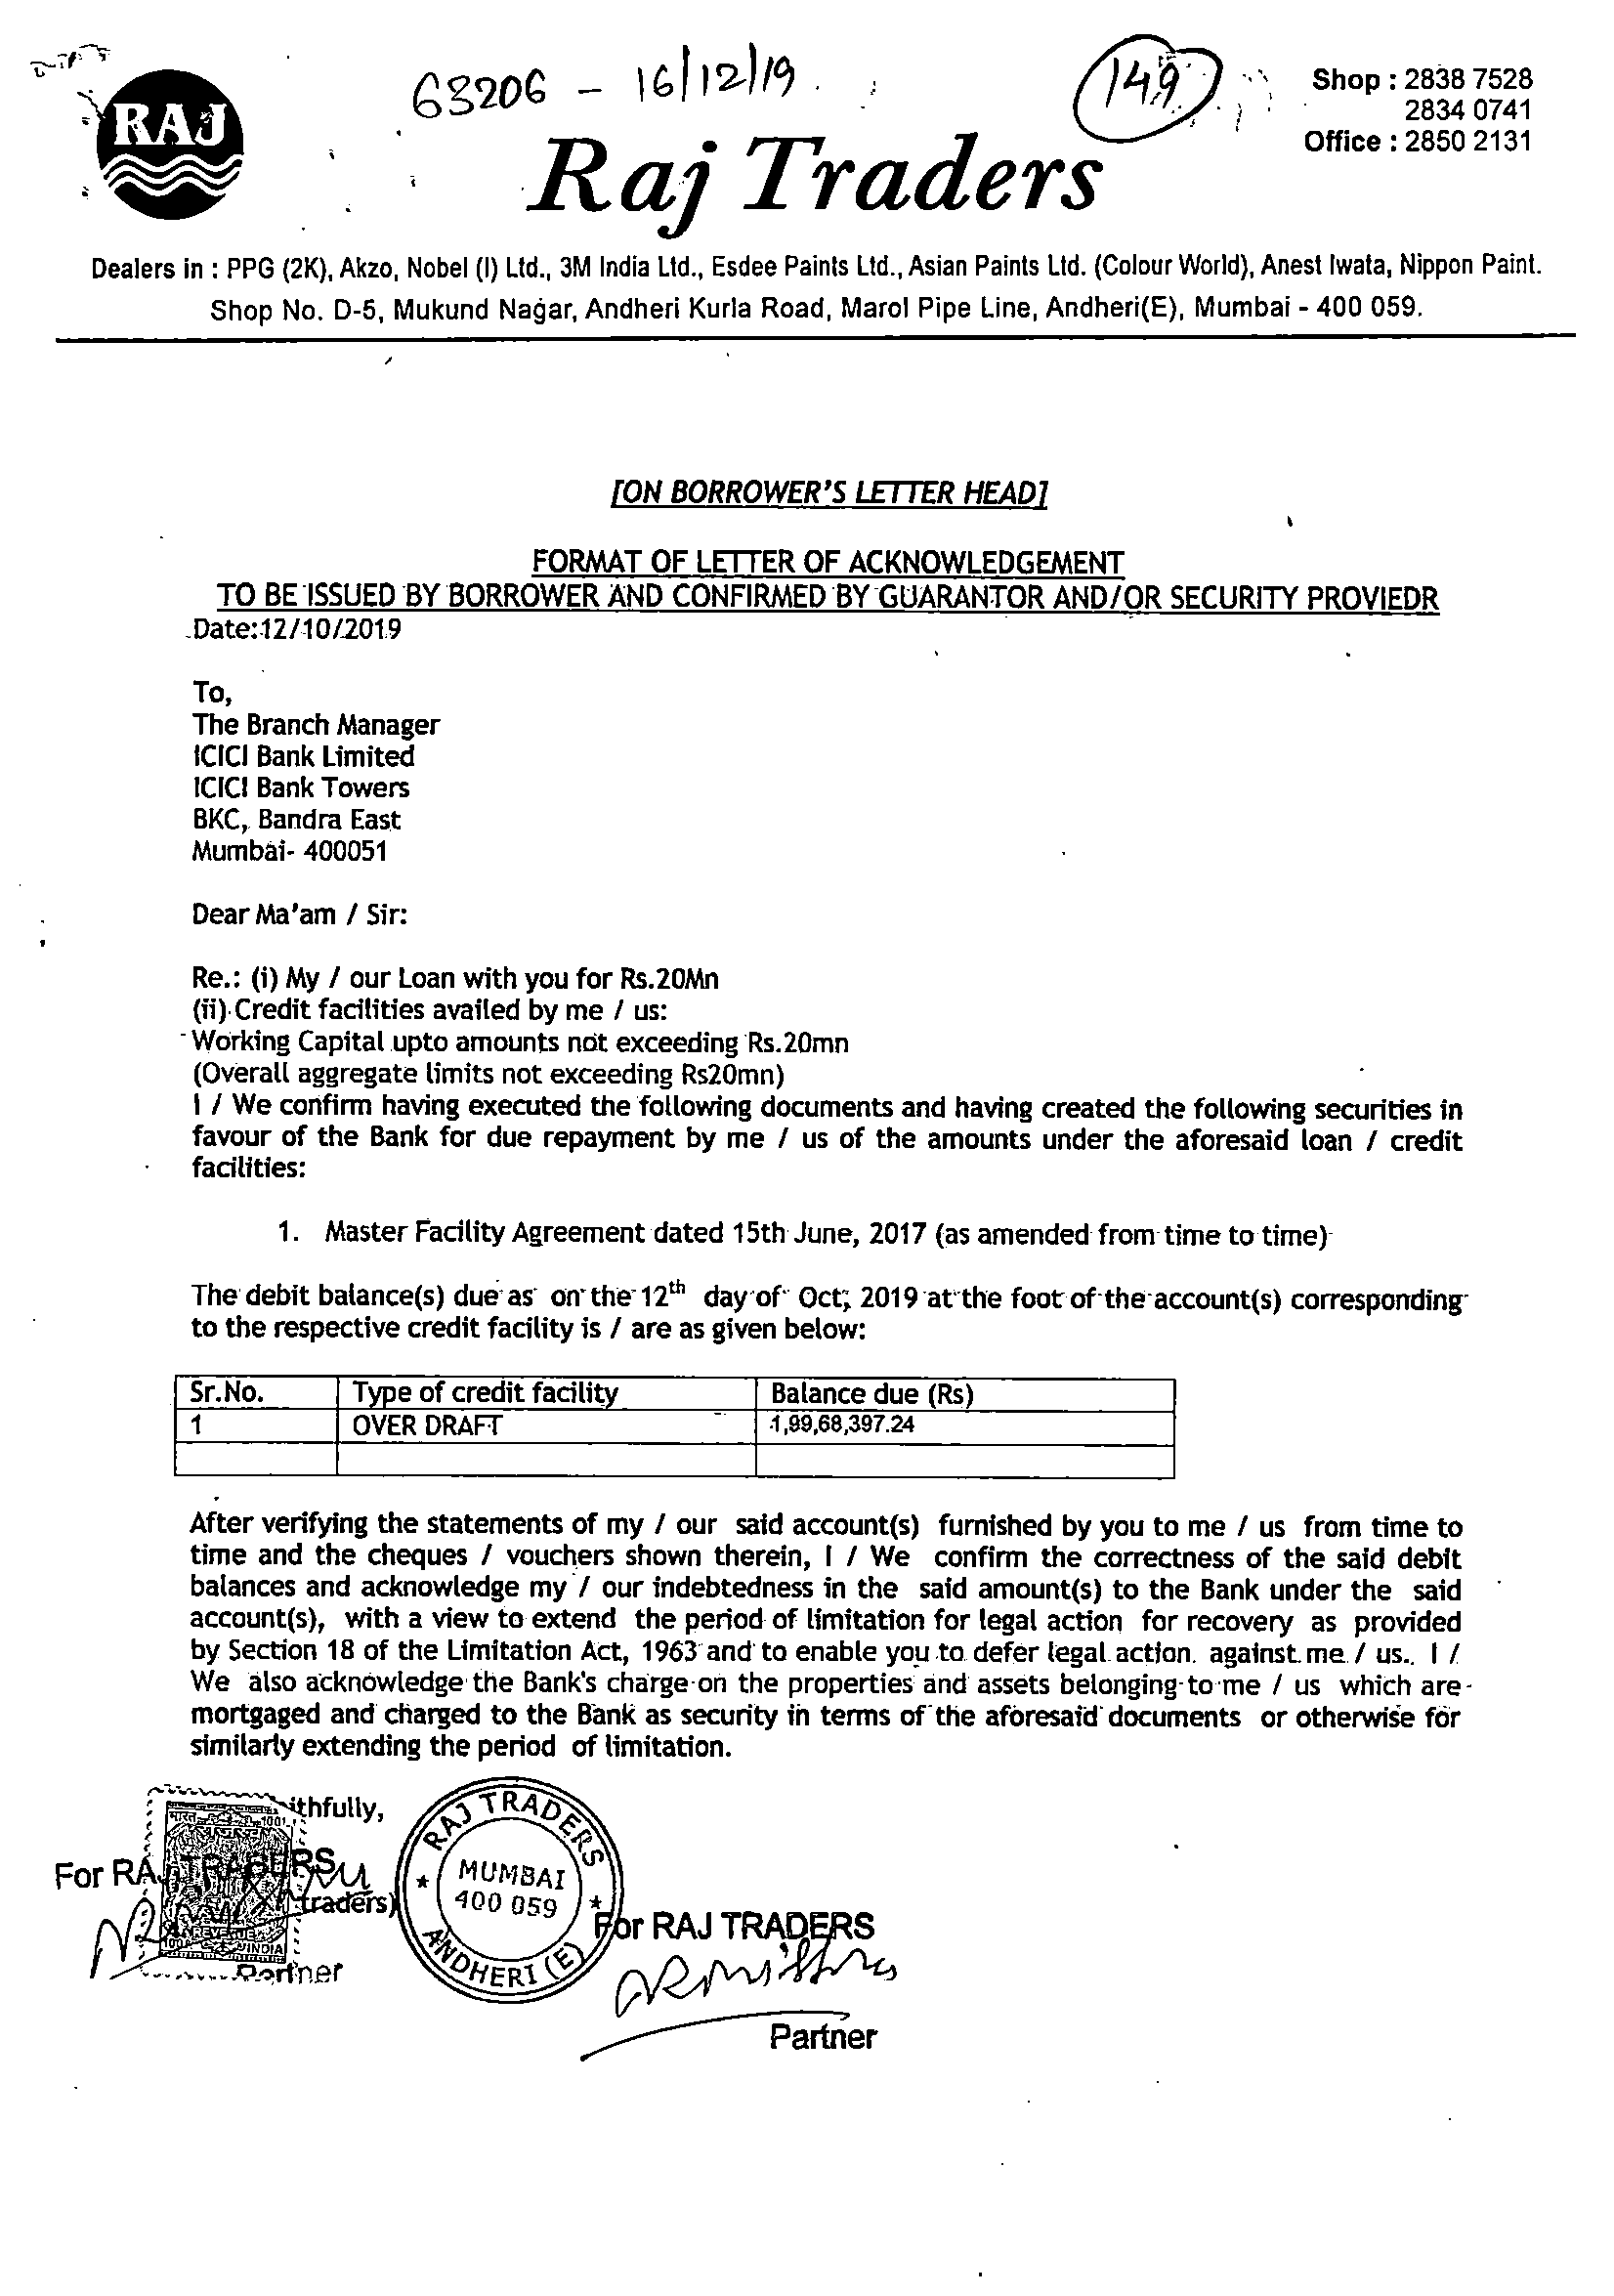 63206 - 16/12/19
149
Shop : 2838 7528
2834 0741
Office : 2850 2131
RAJ
Raj Traders
Dealers in : PPG (2K), Akzo, Nobel (I) Ltd., 3M India Ltd., Esdee Paints Ltd., Asian Paints Ltd. (Colour World), Anest Iwata, Nippon Paint.
Shop No. D-5, Mukund Nagar, Andheri Kurla Road, Marol Pipe Line, Andheri(E), Mumbai - 400 059.
[ON BORROWER'S LETTER HEAD]
FORMAT OF LETTER OF ACKNOWLEDGEMENT
TO BE ISSUED BY BORROWER AND CONFIRMED BY GUARANTOR AND/OR SECURITY PROVIEDR
Date:12/10/2019
To,
The Branch Manager
ICICI Bank Limited
ICICI Bank Towers
BKC, Bandra East
Mumbai- 400051
Dear Ma'am / Sir:
Re.: (i) My / our Loan with you for Rs.20Mn
(ii) Credit facilities availed by me / us:
Working Capital upto amounts not exceeding Rs.20mn
(Overall aggregate limits not exceeding Rs20mn)
I / We confirm having executed the following documents and having created the following securities in
favour of the Bank for due repayment by me / us of the amounts under the aforesaid loan / credit
facilities:
1. Master Facility Agreement dated 15th June, 2017 (as amended from time to time)
The debit balance(s) due as on the 12th day of Oct, 2019 at the foot of the account(s) corresponding
to the respective credit facility is / are as given below:
Sr.No. Type of credit facility Balance due (Rs)
1 OVER DRAFT 1,99,68,397.24
After verifying the statements of my / our said account(s) furnished by you to me / us from time to
time and the cheques / vouchers shown therein, I / We confirm the correctness of the said debit
balances and acknowledge my / our indebtedness in the said amount(s) to the Bank under the said
account(s), with a view to extend the period of limitation for legal action for recovery as provided
by Section 18 of the Limitation Act, 1963 and to enable you to defer legal action. against me / us.. I /
We also acknowledge the Bank's charge on the properties and assets belonging to me / us which are
mortgaged and charged to the Bank as security in terms of the aforesaid documents or otherwise for
similarly extending the period of limitation.
ithfully,
For RAJ TRADERS
traders)
Partner
RAJ TRADERS
MUMBAI
400 059
ANDHERI (E)
भारत
INDIA
For RAJ TRADERS
Partner